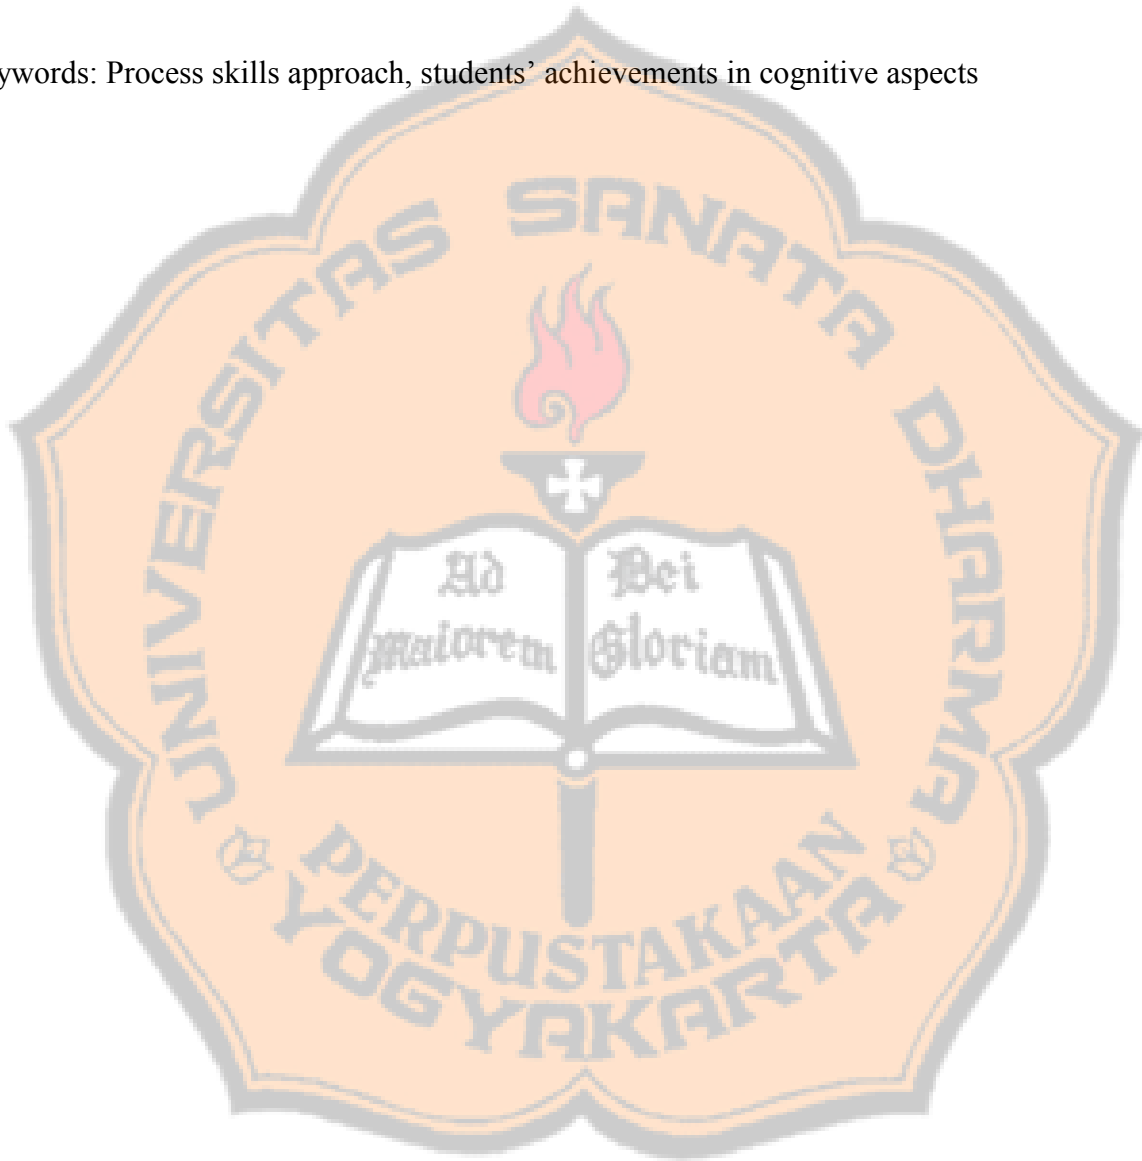 ywords: Process skills approach, students’ achievements in cognitive aspects
UNIVERSITAS SANATA DHARMA
Ad
Maiorem
Dei
Gloriam
PERPUSTAKAAN
YOGYAKARTA